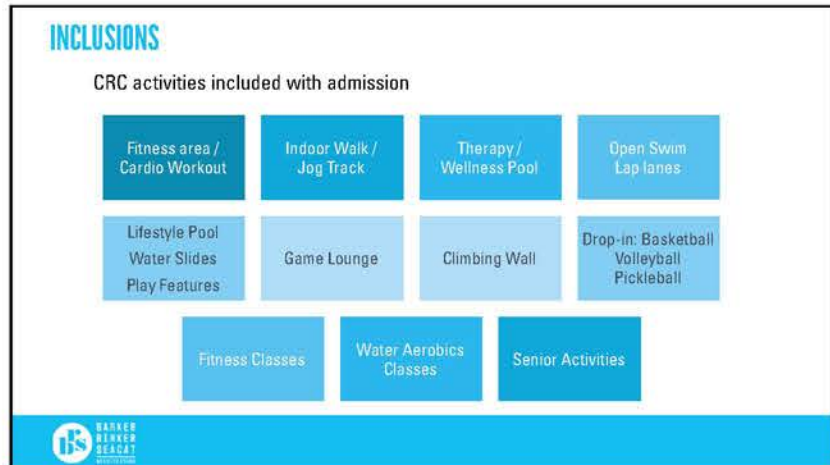 INCLUSIONS
CRC activities included with admission
Fitness area /
Cardio Workout
Indoor Walk /
Jog Track
Therapy /
Wellness Pool
Open Swim
Lap lanes
Lifestyle Pool
Water Slides
Play Features
Game Lounge
Climbing Wall
Drop-in: Basketball
Volleyball
Pickleball
Fitness Classes
Water Aerobics
Classes
Senior Activities
BARKER
RINKER
SEACAT